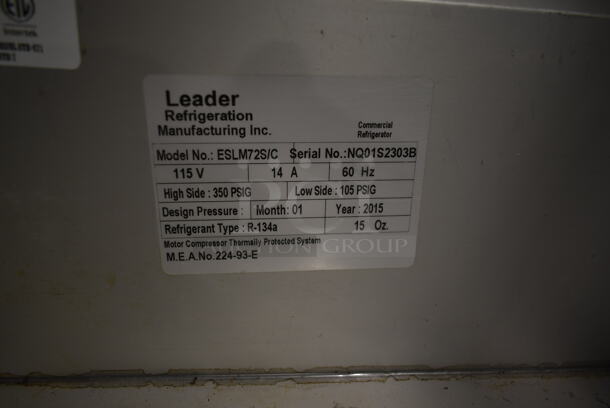 Intertek
Leader
Refrigeration
Manufacturing Inc.
Commercial
Refrigerator
Model No.: ESLM72S/C Serial No.:NQ01S2303B
115 V 14 A 60 Hz
High Side : 350 PSIG Low Side : 105 PSIG
Design Pressure : Month: 01 Year : 2015
Refrigerant Type : R-134a 15 Oz.
Motor Compressor Thermally Protected System
M.E.A.No.224-93-E
GROUP